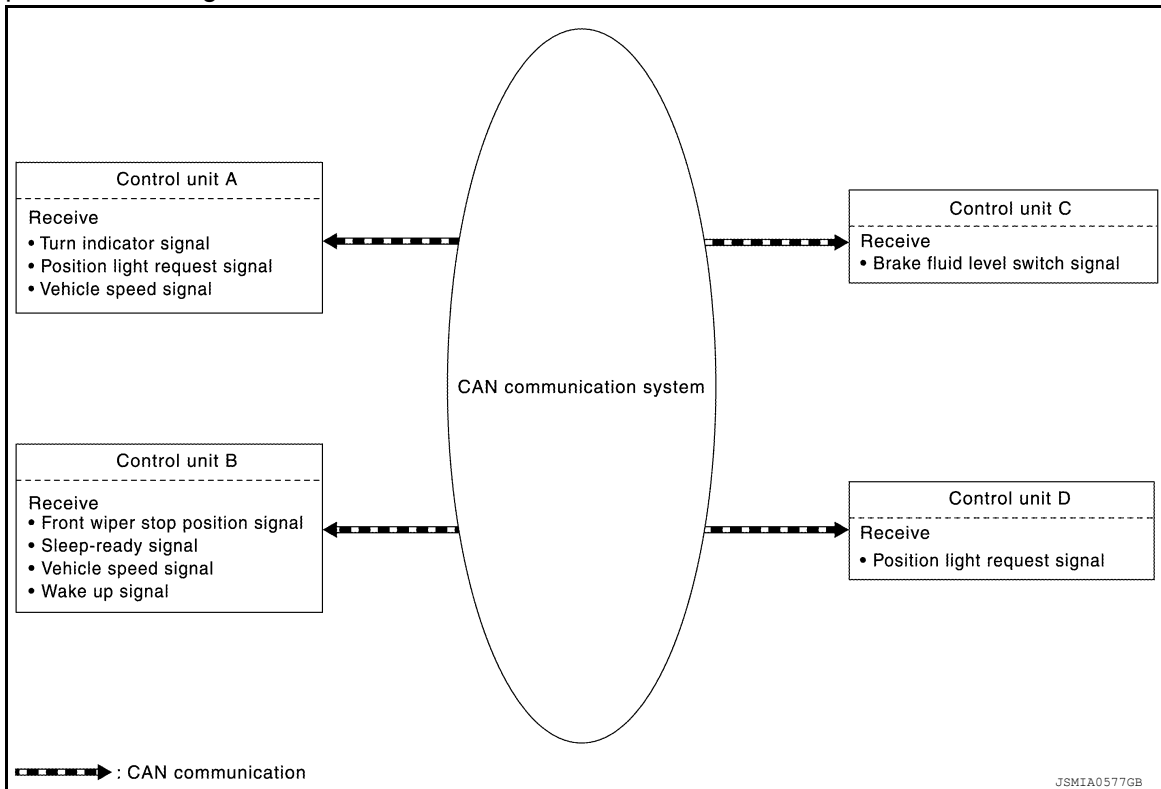 Control unit A
Receive
• Turn indicator signal
• Position light request signal
• Vehicle speed signal
Control unit C
Receive
• Brake fluid level switch signal
CAN communication system
Control unit B
Receive
• Front wiper stop position signal
• Sleep-ready signal
• Vehicle speed signal
• Wake up signal
Control unit D
Receive
• Position light request signal
: CAN communication
JSMIA0577GB